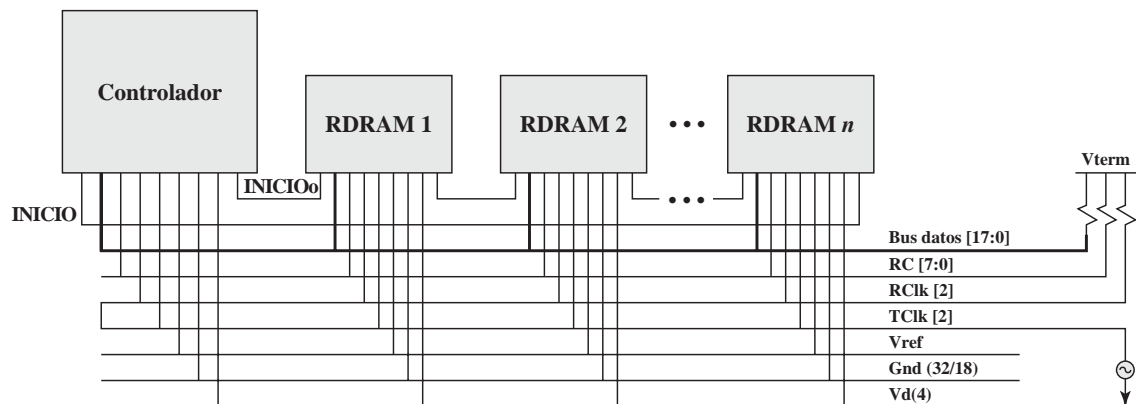 Controlador
RDRAM 1
RDRAM 2
• • •
RDRAM n
Vterm
INICIOo
• • •
INICIO
Bus datos [17:0]
RC [7:0]
RClk [2]
TClk [2]
Vref
Gnd (32/18)
Vd(4)